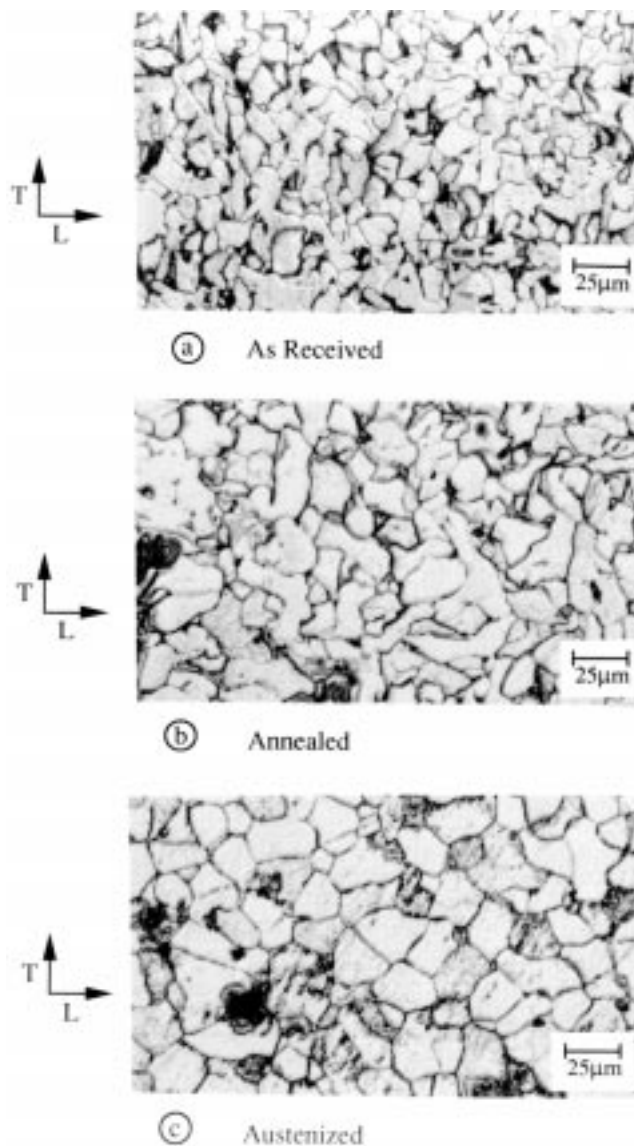 T
L
25μm
ⓐ As Received
T
L
25μm
ⓑ Annealed
T
L
25μm
ⓒ Austenized